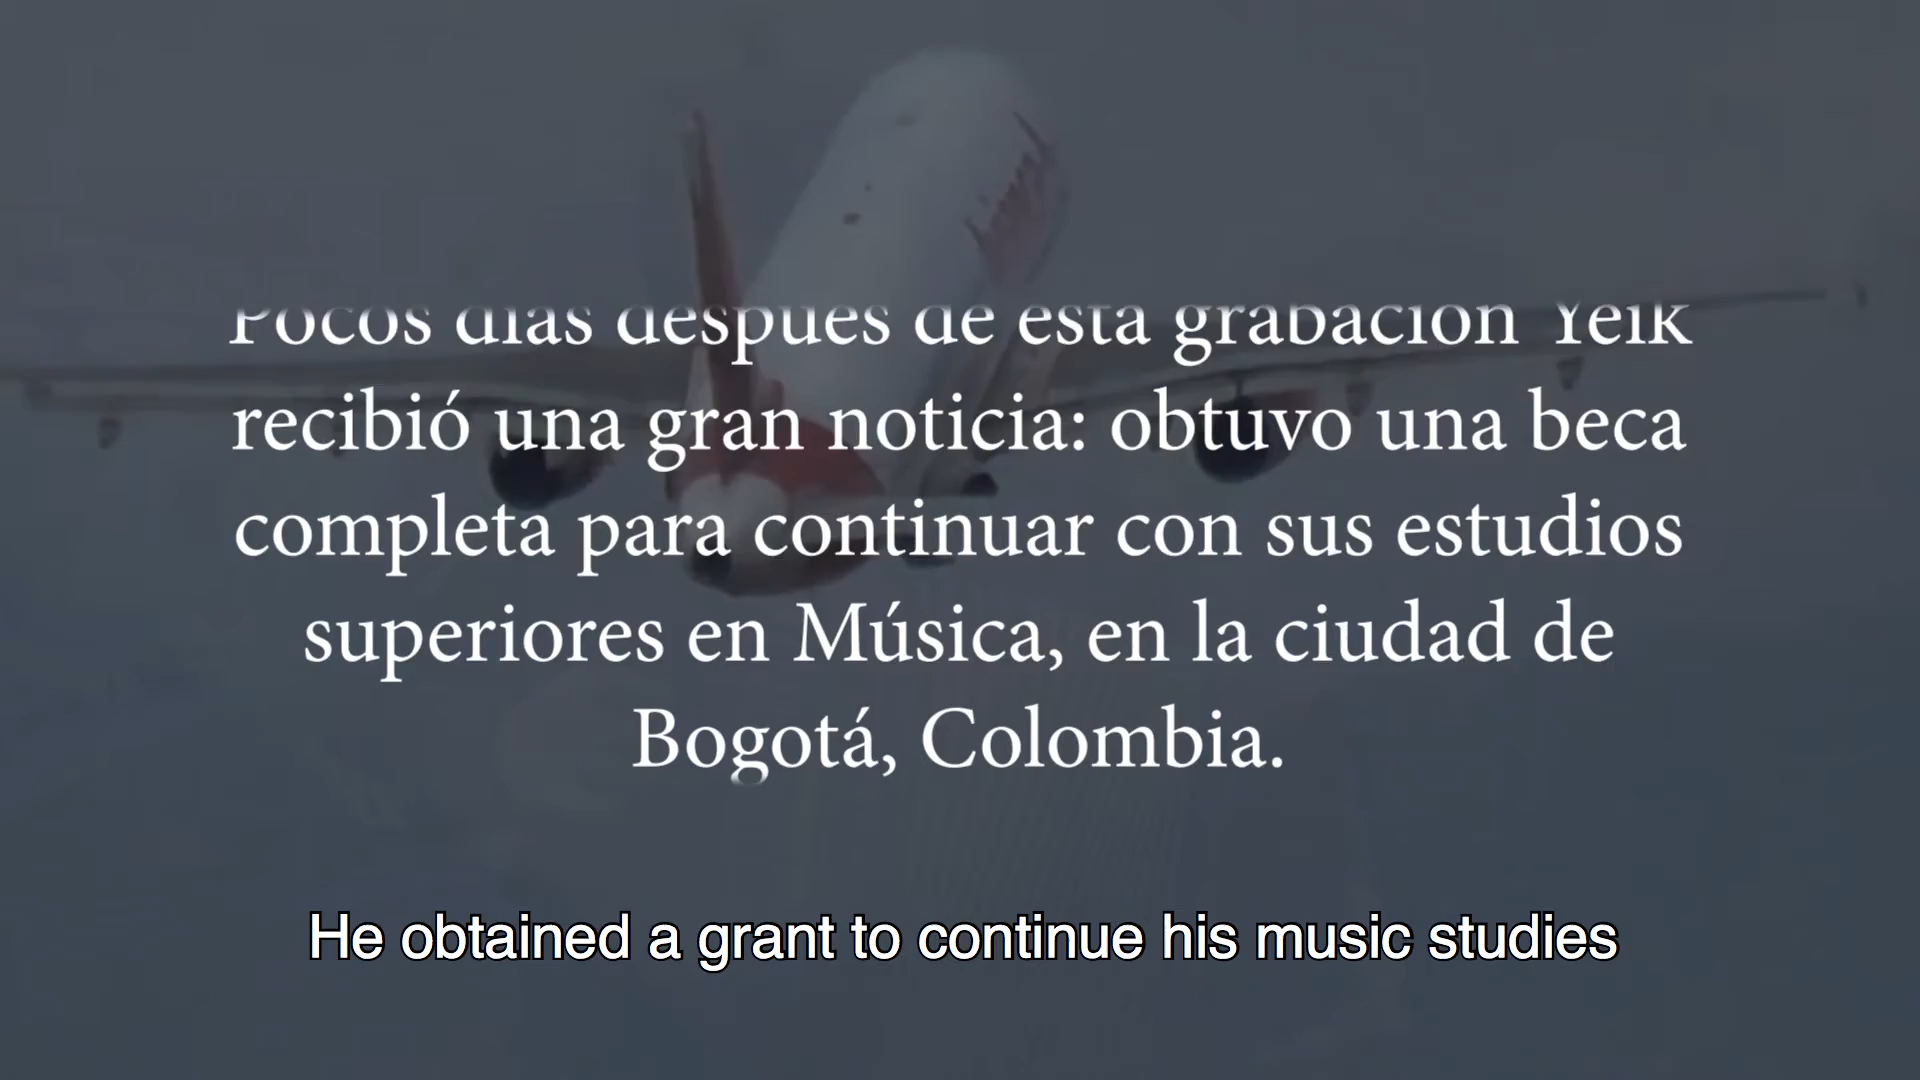 Pocos días después de esta grabación Yeik
recibió una gran noticia: obtuvo una beca
completa para continuar con sus estudios
superiores en Música, en la ciudad de
Bogotá, Colombia.
He obtained a grant to continue his music studies